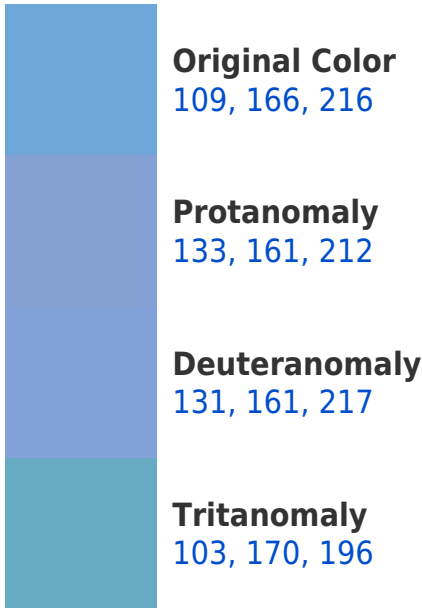 Original Color
109, 166, 216
Protanomaly
133, 161, 212
Deuteranomaly
131, 161, 217
Tritanomaly
103, 170, 196